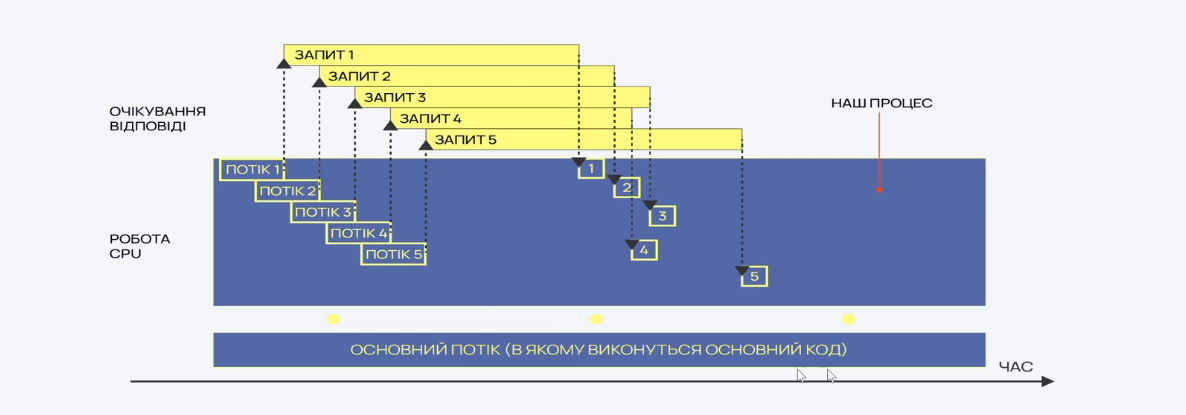 ЗАПИТ 1
ЗАПИТ 2
ЗАПИТ 3
ЗАПИТ 4
ЗАПИТ 5
ОЧІКУВАННЯ
ВІДПОВІДІ
НАШ ПРОЦЕС
ПОТІК 1
ПОТІК 2
ПОТІК 3
ПОТІК 4
ПОТІК 5
1
2
3
4
5
РОБОТА
CPU
ОСНОВНИЙ ПОТІК (В ЯКОМУ ВИКОНУТЬСЯ ОСНОВНИЙ КОД)
ЧАС